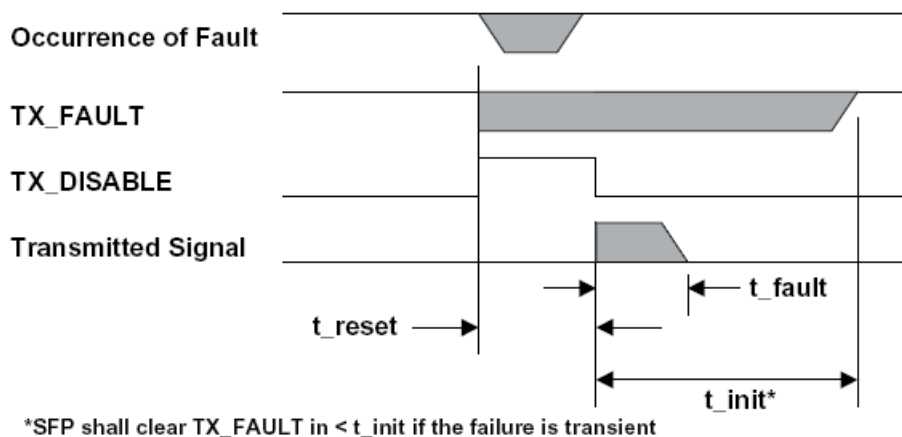 Occurrence of Fault
TX_FAULT
TX_DISABLE
Transmitted Signal
t_fault
t_reset
t_init*
*SFP shall clear TX_FAULT in < t_init if the failure is transient